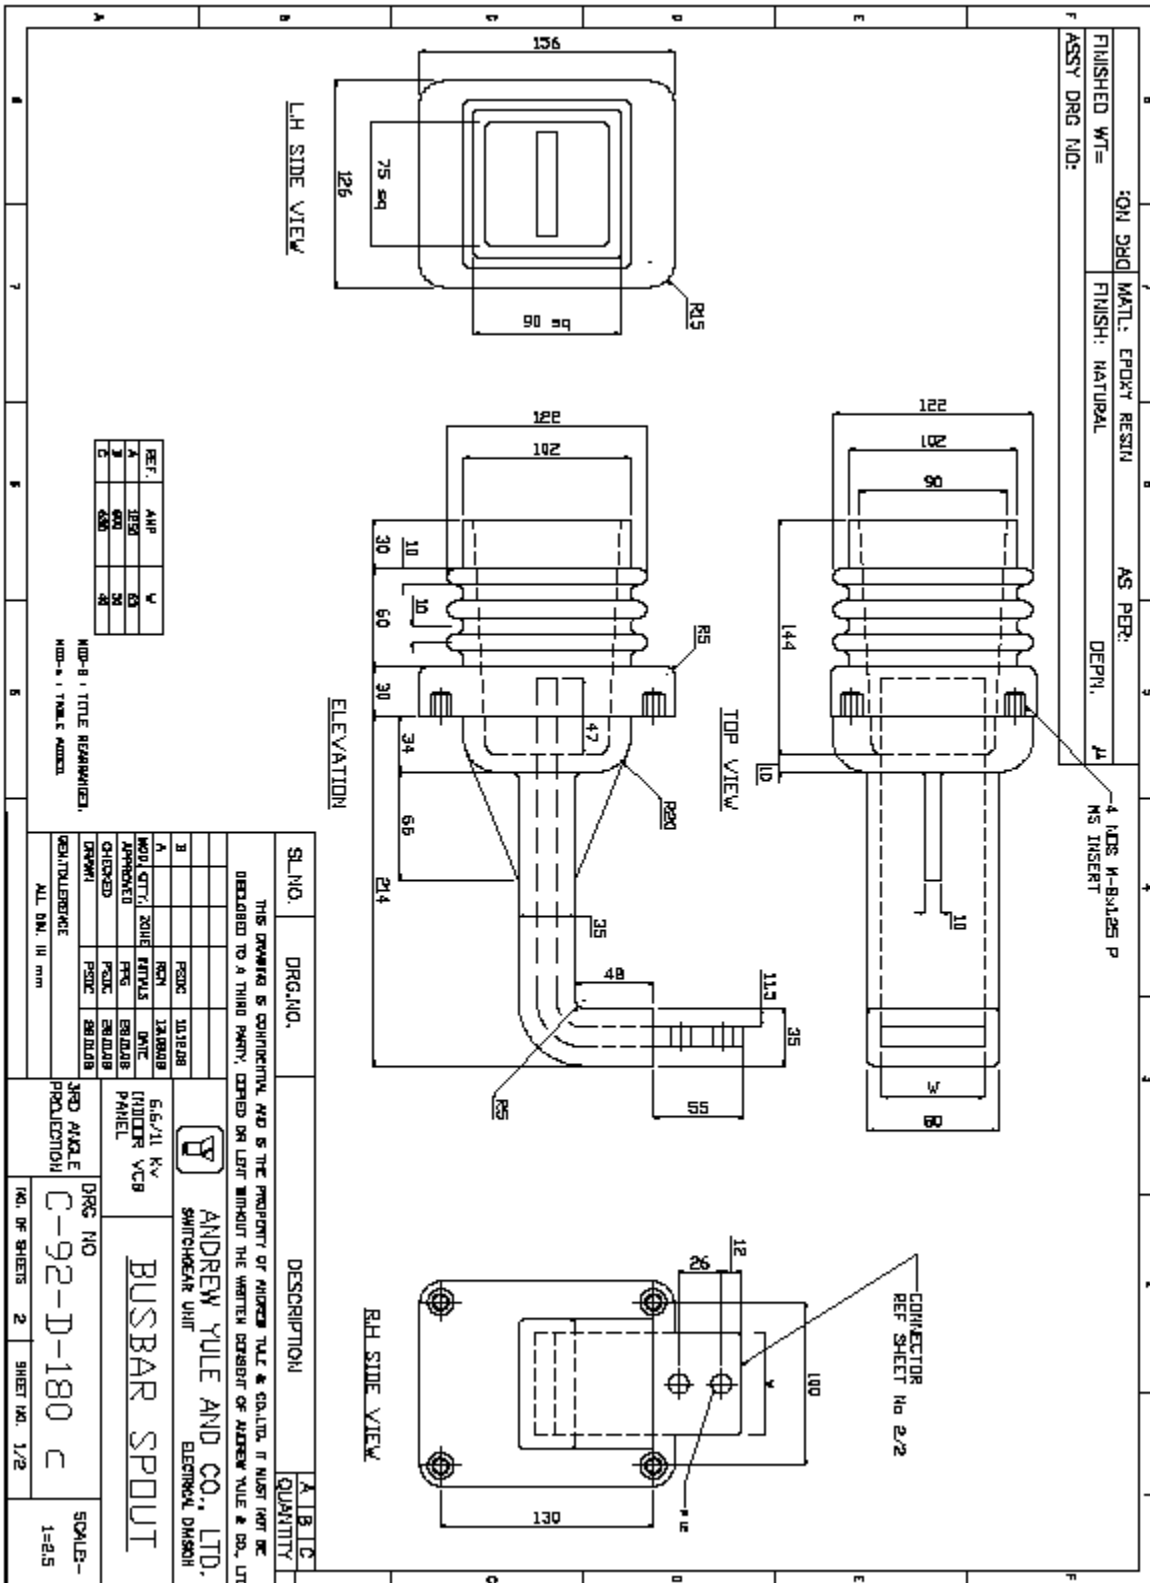 FINISHED WT=
ASSY DRG NO:
MATL: EPOXY RESIN
AS PER:
FINISH: NATURAL
DEPN.
156
126
75 sq
90 sq
R15
L.H SIDE VIEW
122
102
90
144
10
10
W
80
4 NOS M-8x1.25 P
MS INSERT
TOP VIEW
122
102
30
10
60
10
30
R5
47
34
66
R20
214
35
48
11.5
35
55
R5
ELEVATION
CONNECTOR
REF SHEET No 2/2
12
26
100
W
130
R.H SIDE VIEW
REF. AMP W
A 1250 65
B 800 50
C 630 40
MOD-B : TITLE REARRANGED.
MOD-A : TABLE ADDED.
SL.NO. DRG.NO. DESCRIPTION A B C
QUANTITY
THIS DRAWING IS CONFIDENTIAL AND IS THE PROPERTY OF ANDREW YULE & CO.LTD. IT MUST NOT BE
DISCLOSED TO A THIRD PARTY, COPIED OR LENT WITHOUT THE WRITTEN CONSENT OF ANDREW YULE & CO., LTD
ANDREW YULE AND CO., LTD.
SWITCHGEAR UNIT ELECTRICAL DIVISION
6.6/11 KV
INDOOR VCB
PANEL
BUSBAR SPOUT
3RD ANGLE
PROJECTION
DRG NO
C-92-D-180 C
SCALE:-
1=2.5
NO. OF SHEETS 2 SHEET NO. 1/2
B
A
MOD. QTY. ZONE INITIALS DATE
APPROVED
CHECKED
DRAWN
GEN.TOLLERENCE
ALL DIM. IN mm